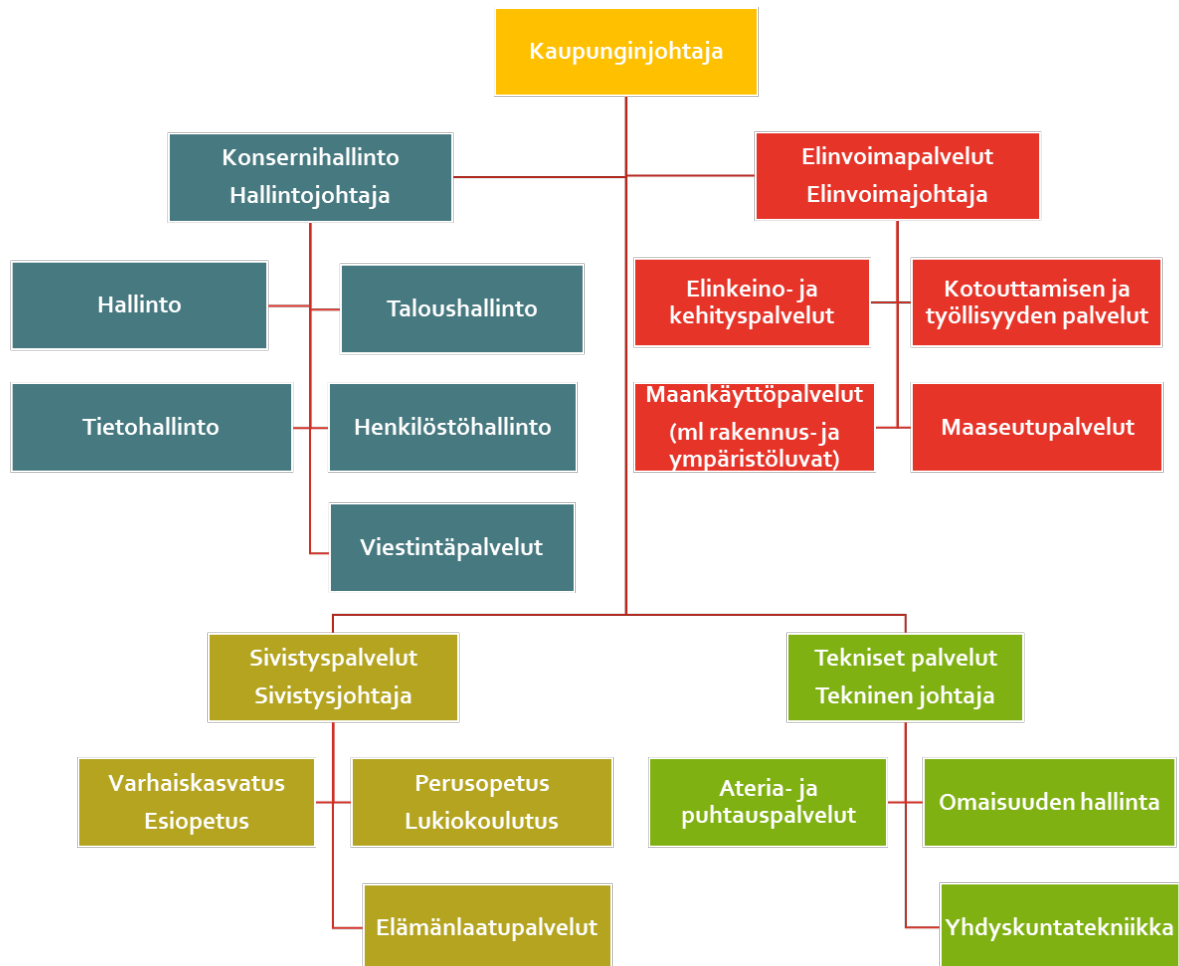 Kaupunginjohtaja
Konsernihallinto
Hallintojohtaja
Elinvoimapalvelut
Elinvoimajohtaja
Hallinto
Taloushallinto
Elinkeino- ja
kehityspalvelut
Kotouttamisen ja
työllisyyden palvelut
Tietohallinto
Henkilöstöhallinto
Maankäyttöpalvelut
(ml rakennus- ja
ympäristöluvat)
Maaseutupalvelut
Viestintäpalvelut
Sivistyspalvelut
Sivistysjohtaja
Tekniset palvelut
Tekninen johtaja
Varhaiskasvatus
Esiopetus
Perusopetus
Lukiokoulutus
Ateria- ja
puhtauspalvelut
Omaisuuden hallinta
Elämänlaatupalvelut
Yhdyskuntatekniikka